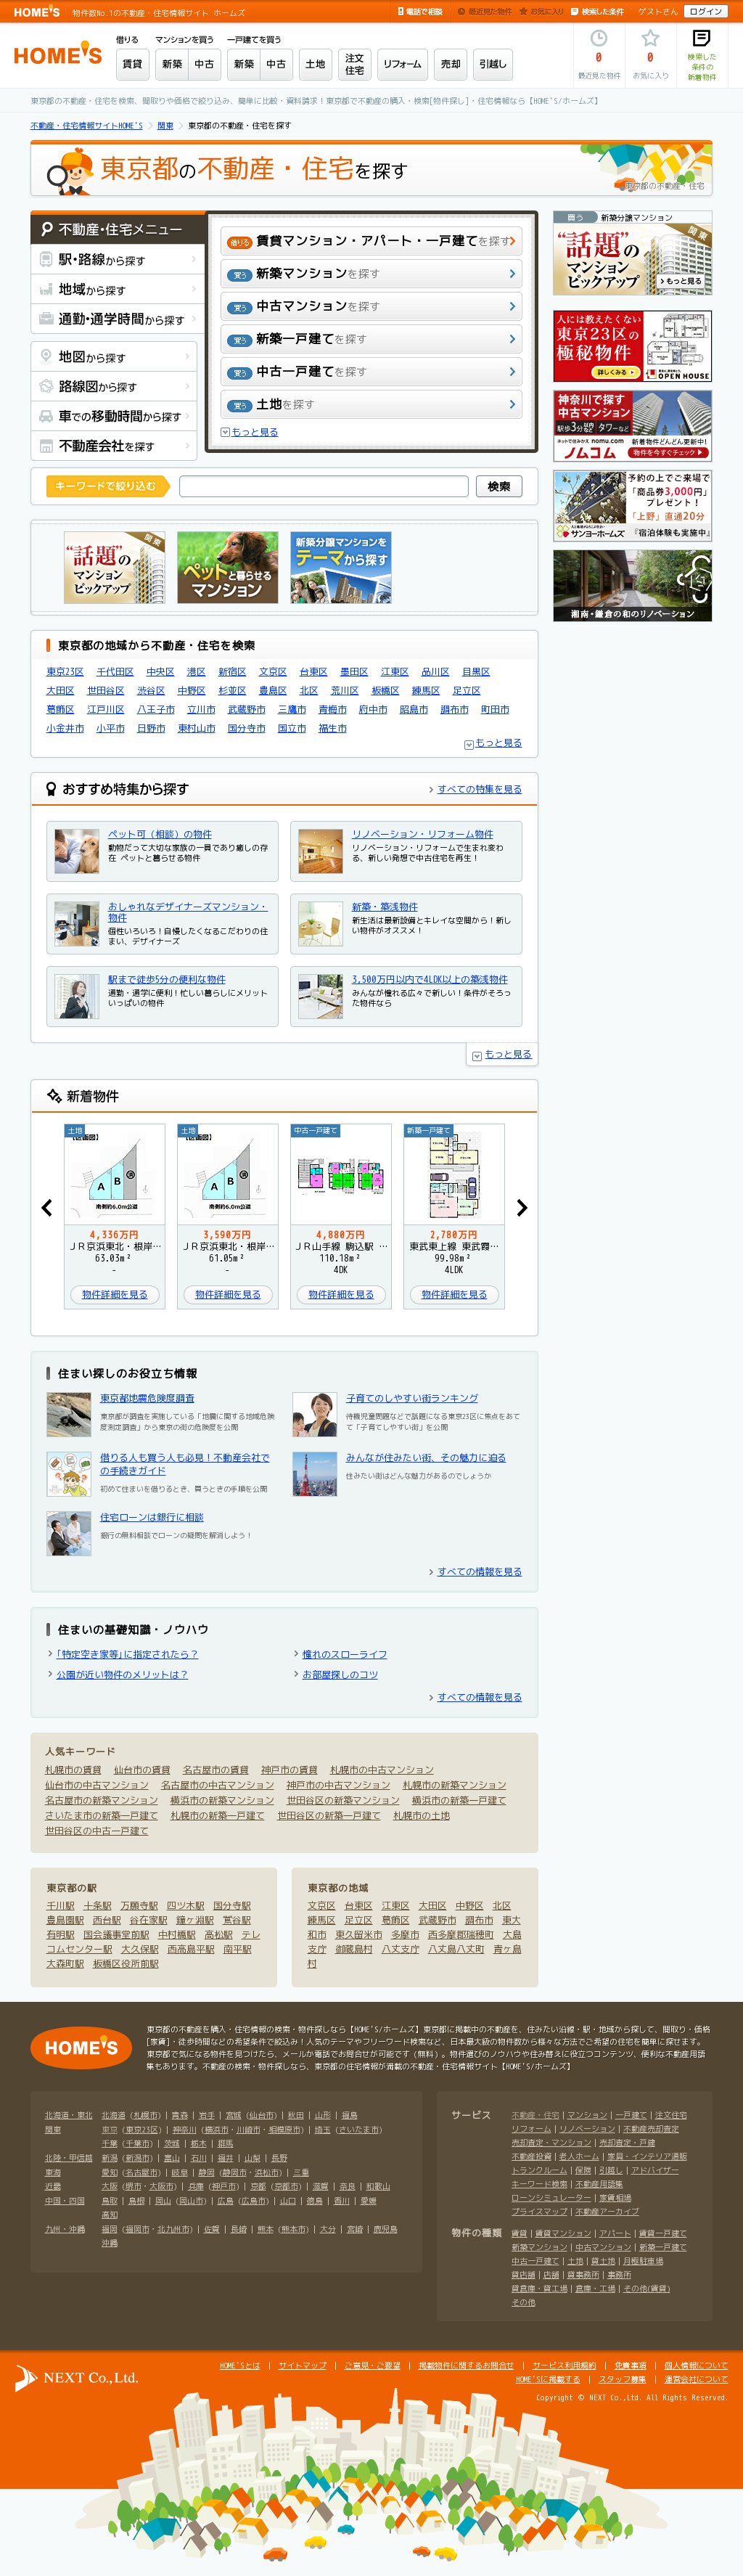 HOME'S 物件数No.1の不動産・住宅情報サイト ホームズ 電話で相談 最近見た物件 お気に入り 検索した条件 ゲストさん ログイン
HOME'S
借りる マンションを買う 一戸建てを買う
賃貸 新築 中古 新築 中古 土地 注文住宅 リフォーム 売却 引越し
0 最近見た物件
0 お気に入り
検索した条件の新着物件
東京都の不動産・住宅を検索、間取りや価格で絞り込み、簡単に比較・資料請求！東京都で不動産の購入・検索[物件探し]・住宅情報なら【HOME'S/ホームズ】
不動産・住宅情報サイトHOME'S 関東 東京都の不動産・住宅を探す
東京都の不動産・住宅を探す
東京都の不動産・住宅
不動産・住宅メニュー
駅・路線から探す
地域から探す
通勤・通学時間から探す
地図から探す
路線図から探す
車での移動時間から探す
不動産会社を探す
借りる 賃貸マンション・アパート・一戸建てを探す
買う 新築マンションを探す
買う 中古マンションを探す
買う 新築一戸建てを探す
買う 中古一戸建てを探す
買う 土地を探す
もっと見る
キーワードで絞り込む 検索
買う 新築分譲マンション
関東
"話題"のマンションピックアップ
もっと見る
人には教えたくない
東京23区の極秘物件
詳しくみる
OPEN HOUSE
神奈川で探す中古マンション
駅歩3分以内 タワーなど
ネットで住みかえ nomu.com
ノムコム
新着物件どんどん更新中！
物件を今すぐチェック
予約の上でご来場で
「商品券3,000円」プレゼント！
「上野」直通20分
サンヨーホームズ
『宿泊体験も実施中』
湘南・鎌倉の和のリノベーション
関東 "話題"のマンションピックアップ
ペットと暮らせるマンション
新築分譲マンションをテーマから探す
東京都の地域から不動産・住宅を検索
東京23区 千代田区 中央区 港区 新宿区 文京区 台東区 墨田区 江東区 品川区 目黒区
大田区 世田谷区 渋谷区 中野区 杉並区 豊島区 北区 荒川区 板橋区 練馬区 足立区
葛飾区 江戸川区 八王子市 立川市 武蔵野市 三鷹市 青梅市 府中市 昭島市 調布市 町田市
小金井市 小平市 日野市 東村山市 国分寺市 国立市 福生市
もっと見る
おすすめ特集から探す すべての特集を見る
ペット可（相談）の物件
動物だって大切な家族の一員であり癒しの存在 ペットと暮らせる物件
リノベーション・リフォーム物件
リノベーション・リフォームで生まれ変わる、新しい発想で中古住宅を再生！
おしゃれなデザイナーズマンション・物件
個性いろいろ！自慢したくなるこだわりの住まい、デザイナーズ
新築・築浅物件
新生活は最新設備とキレイな空間から！新しい物件がオススメ！
駅まで徒歩5分の便利な物件
通勤・通学に便利！忙しい暮らしにメリットいっぱいの物件
3,500万円以内で4LDK以上の築浅物件
みんなが憧れる広々で新しい！条件がそろった物件なら
もっと見る
新着物件
土地 【区画図】 A B 南側約6.0m公道
土地 【区画図】 A B 南側約6.0m公道
中古一戸建て
新築一戸建て
4,336万円 3,590万円 4,880万円 2,780万円
ＪＲ京浜東北・根岸… ＪＲ京浜東北・根岸… ＪＲ山手線 駒込駅 … 東武東上線 東武霞…
63.03m² 61.05m² 110.18m² 99.98m²
- - 4DK 4LDK
物件詳細を見る 物件詳細を見る 物件詳細を見る 物件詳細を見る
住まい探しのお役立ち情報
東京都地震危険度調査
東京都が調査を実施している「地震に関する地域危険度測定調査」から東京の街の危険度を公開
子育てのしやすい街ランキング
待機児童問題などで話題になる東京23区に焦点をあてて「子育てしやすい街」を公開
借りる人も買う人も必見！不動産会社での手続きガイド
初めて住まいを借りるとき、買うときの手順を公開
みんなが住みたい街、その魅力に迫る
住みたい街はどんな魅力があるのでしょうか
住宅ローンは銀行に相談
銀行の無料相談でローンの疑問を解消しよう！
すべての情報を見る
住まいの基礎知識・ノウハウ
「特定空き家等」に指定されたら？ 憧れのスローライフ
公園が近い物件のメリットは？ お部屋探しのコツ
すべての情報を見る
人気キーワード
札幌市の賃貸 仙台市の賃貸 名古屋市の賃貸 神戸市の賃貸 札幌市の中古マンション
仙台市の中古マンション 名古屋市の中古マンション 神戸市の中古マンション 札幌市の新築マンション
名古屋市の新築マンション 横浜市の新築マンション 世田谷区の新築マンション 横浜市の新築一戸建て
さいたま市の新築一戸建て 札幌市の新築一戸建て 世田谷区の新築一戸建て 札幌市の土地
世田谷区の中古一戸建て
東京都の駅
千川駅 十条駅 万願寺駅 四ツ木駅 国分寺駅
豊島園駅 西台駅 谷在家駅 鐘ヶ淵駅 鴬谷駅
有明駅 国会議事堂前駅 中村橋駅 高松駅 テレ
コムセンター駅 大久保駅 西高島平駅 南平駅
大森町駅 板橋区役所前駅
東京都の地域
文京区 台東区 江東区 大田区 中野区 北区
練馬区 足立区 葛飾区 武蔵野市 調布市 東大
和市 東久留米市 多摩市 西多摩郡瑞穂町 大島
支庁 御蔵島村 八丈支庁 八丈島八丈町 青ヶ島
村
HOME'S
東京都の不動産を購入・住宅情報の検索・物件探しなら【HOME'S/ホームズ】東京都に掲載中の不動産を、住みたい沿線・駅・地域から探して、間取り・価格
[家賃]・徒歩時間などの希望条件で絞込み！人気のテーマやフリーワード検索など、日本最大級の物件数から様々な方法でご希望の住宅を簡単に探せます。
東京都で気になる物件を見つけたら、メールか電話でお問合せが可能です（無料）。物件選びのノウハウや住み替えに役立つコンテンツ、便利な不動産用語
集もあります。不動産の検索・物件探しなら、東京都の住宅情報が満載の不動産・住宅情報サイト【HOME'S/ホームズ】
北海道・東北 北海道（札幌市）| 青森 | 岩手 | 宮城（仙台市）| 秋田 | 山形 | 福島
関東 東京（東京23区）| 神奈川（横浜市・川崎市・相模原市）| 埼玉（さいたま市）
千葉（千葉市）| 茨城 | 栃木 | 群馬
北陸・甲信越 新潟（新潟市）| 富山 | 石川 | 福井 | 山梨 | 長野
東海 愛知（名古屋市）| 岐阜 | 静岡（静岡市・浜松市）| 三重
近畿 大阪（堺市・大阪市）| 兵庫（神戸市）| 京都（京都市）| 滋賀 | 奈良 | 和歌山
中国・四国 鳥取 | 島根 | 岡山（岡山市）| 広島（広島市）| 山口 | 徳島 | 香川 | 愛媛
高知
九州・沖縄 福岡（福岡市・北九州市）| 佐賀 | 長崎 | 熊本（熊本市）| 大分 | 宮崎 | 鹿児島
沖縄
サービス
不動産・住宅 | マンション | 一戸建て | 注文住宅
リフォーム | リノベーション | 不動産売却査定
売却査定・マンション | 売却査定・戸建
不動産投資 | 老人ホーム | 家具・インテリア通販
トランクルーム | 保険 | 引越し | アドバイザー
キーワード検索 | 不動産用語集
ローンシミュレーター | 家賃相場
プライスマップ | 不動産アーカイブ
物件の種類
賃貸 | 賃貸マンション | アパート | 賃貸一戸建て
新築マンション | 中古マンション | 新築一戸建て
中古一戸建て | 土地 | 貸土地 | 月極駐車場
貸店舗 | 店舗 | 貸事務所 | 事務所
貸倉庫・貸工場 | 倉庫・工場 | その他(賃貸)
その他
NEXT Co.,Ltd.
HOME'Sとは | サイトマップ | ご意見・ご要望 | 掲載物件に関するお問合せ | サービス利用規約 | 免責事項 | 個人情報について
HOME'Sに掲載する | スタッフ募集 | 運営会社について
Copyright © NEXT Co.,Ltd. All Rights Reserved.